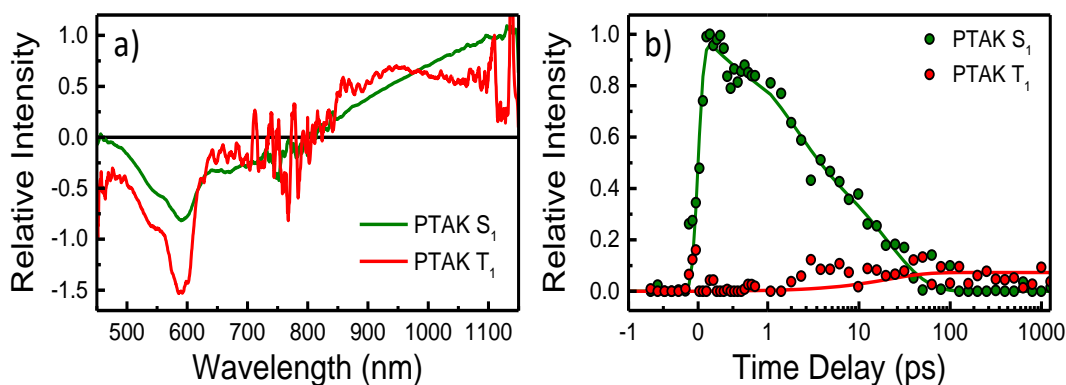 a)
Relative Intensity
1.0
0.5
0.0
-0.5
-1.0
-1.5
PTAK S₁
PTAK T₁
500 600 700 800 900 1000 1100
Wavelength (nm)
b)
Relative Intensity
1.0
0.8
0.6
0.4
0.2
0.0
PTAK S₁
PTAK T₁
-1 0 1 10 100 1000
Time Delay (ps)